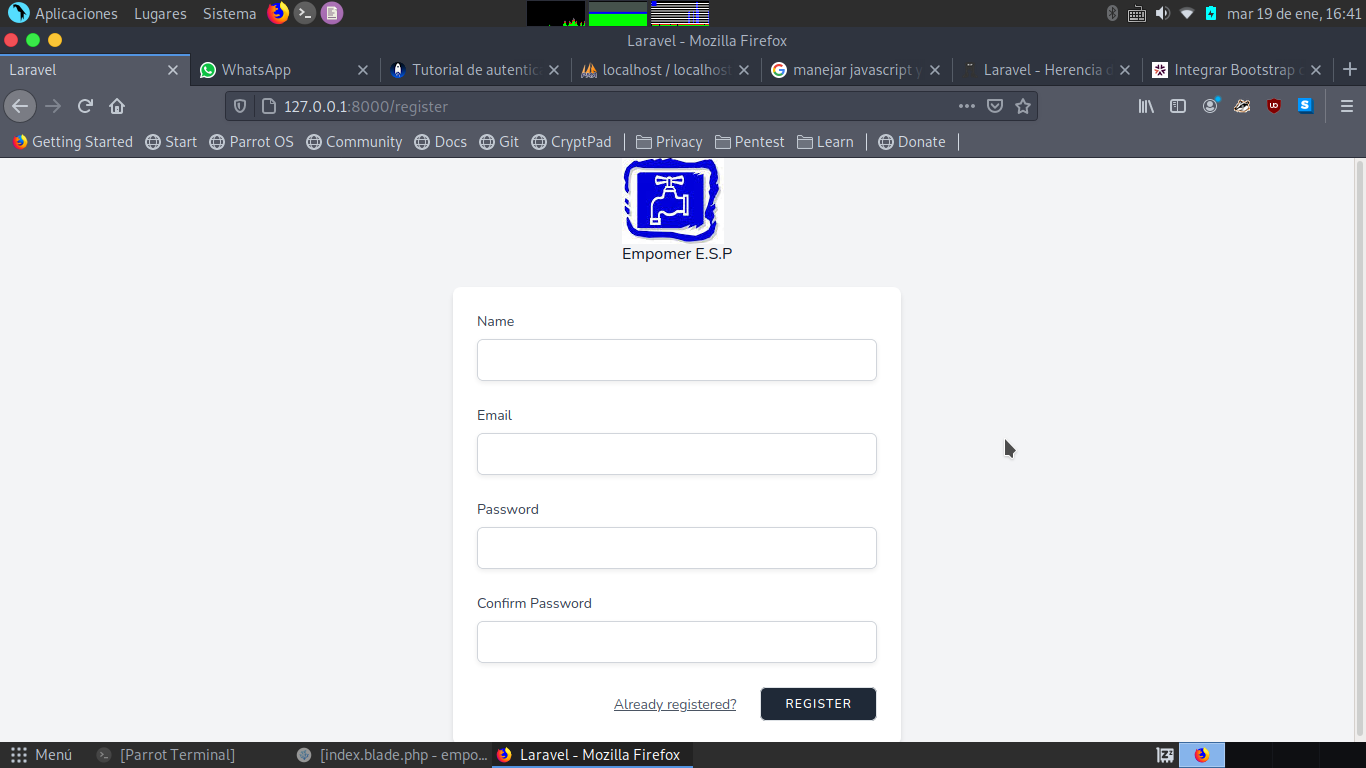 Aplicaciones Lugares Sistema mar 19 de ene, 16:41
Laravel - Mozilla Firefox
Laravel WhatsApp Tutorial de autentic localhost / localhos manejar javascript y Laravel - Herencia d Integrar Bootstrap c
127.0.0.1:8000/register
Getting Started Start Parrot OS Community Docs Git CryptPad Privacy Pentest Learn Donate
Empomer E.S.P
Name
Email
Password
Confirm Password
Already registered? REGISTER
Menú [Parrot Terminal] [index.blade.php - empo... Laravel - Mozilla Firefox